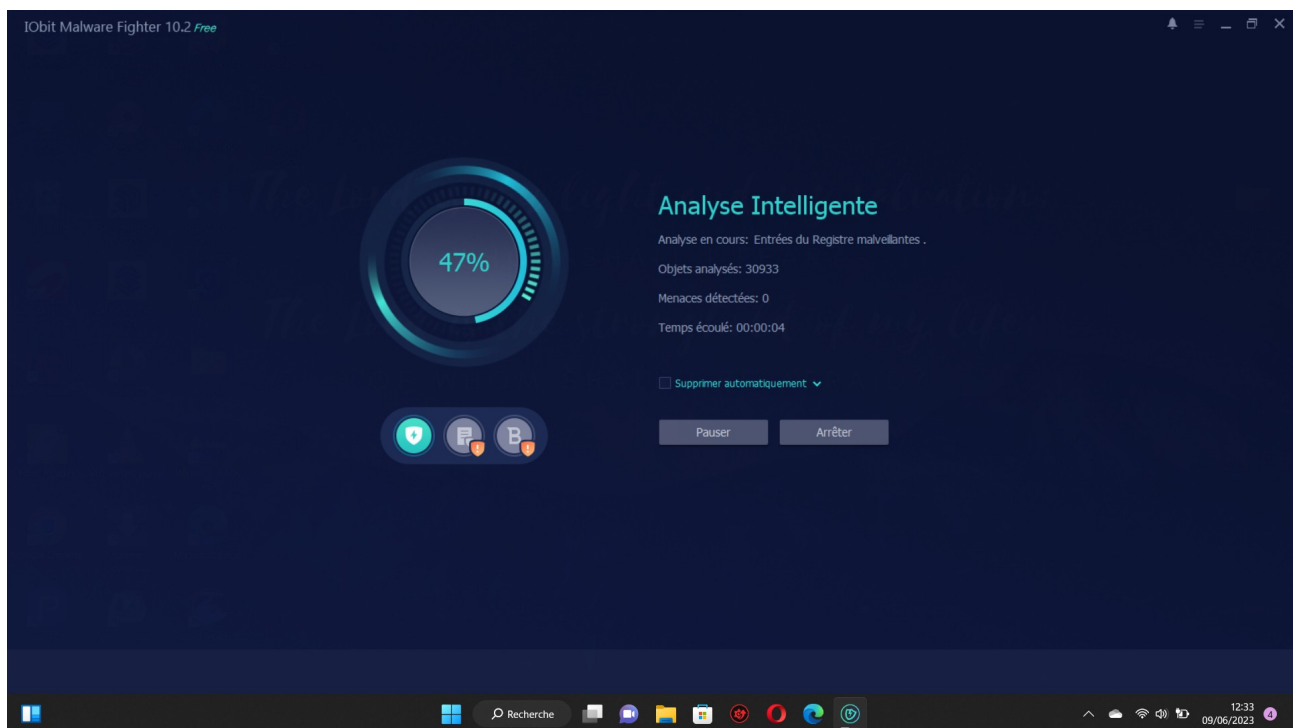 IObit Malware Fighter 10.2 Free
47%
Analyse Intelligente
Analyse en cours: Entrées du Registre malveillantes .
Objets analysés: 30933
Menaces détectées: 0
Temps écoulé: 00:00:04
Supprimer automatiquement
Pauser Arrêter
B
Recherche
12:33
09/06/2023
4